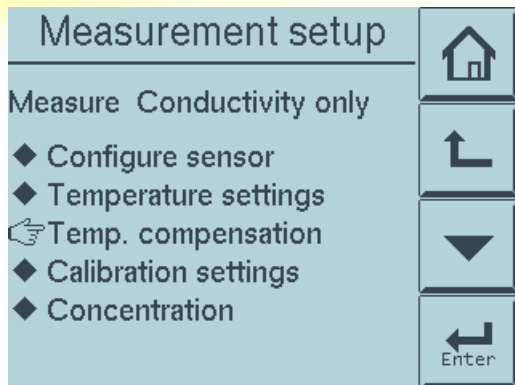 Measurement setup
Measure Conductivity only
Configure sensor
Temperature settings
Temp. compensation
Calibration settings
Concentration
Enter